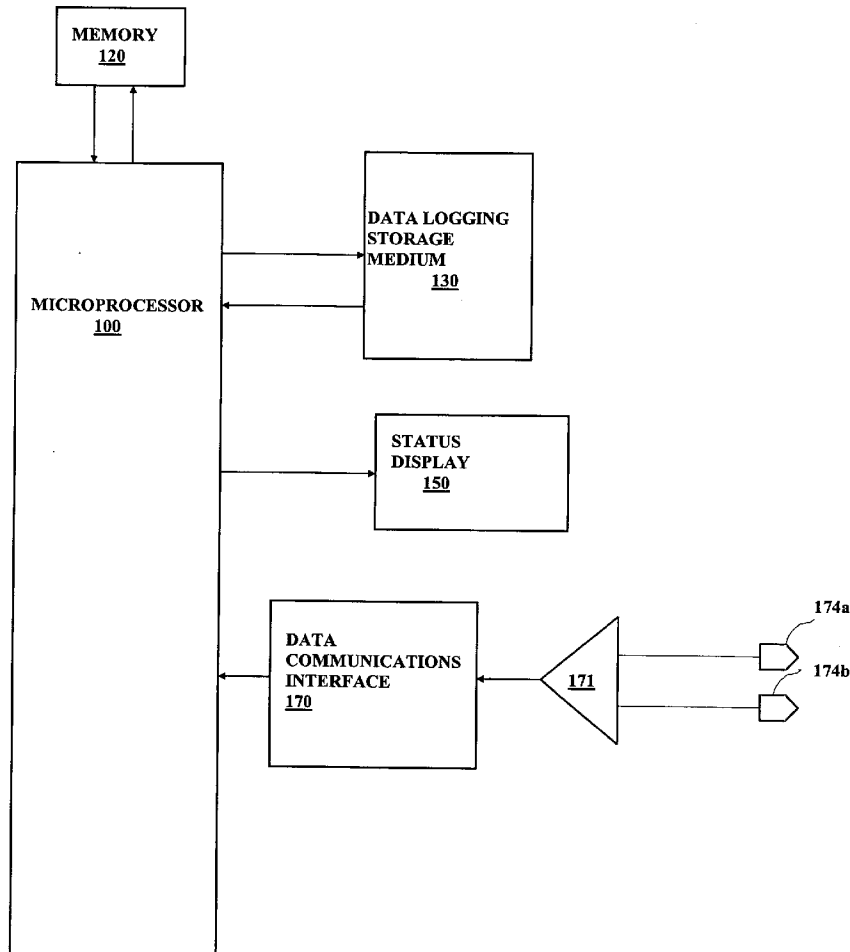 MEMORY
120
DATA LOGGING
STORAGE
MEDIUM
130
MICROPROCESSOR
100
STATUS
DISPLAY
150
DATA
COMMUNICATIONS
INTERFACE
170
171
174a
174b